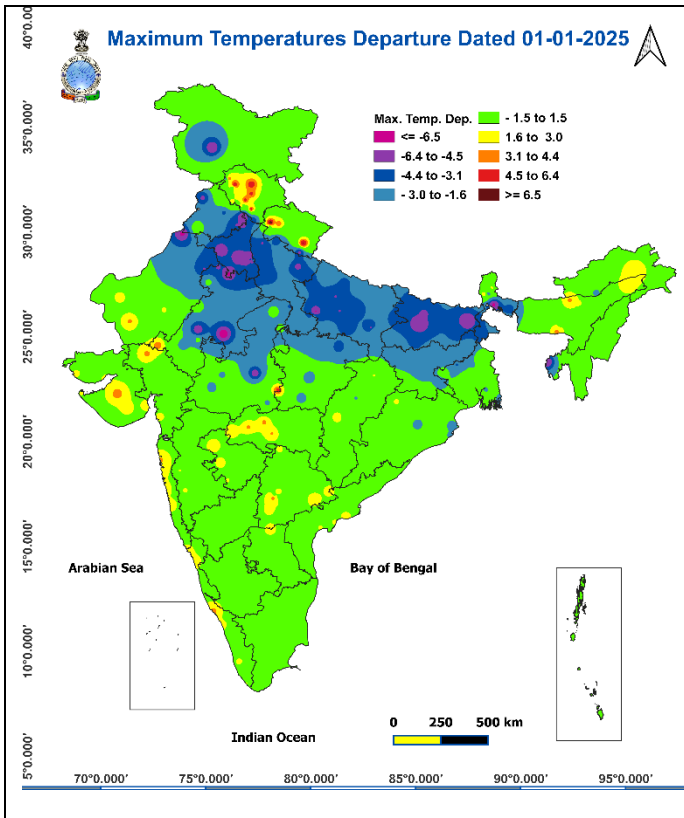 Maximum Temperatures Departure Dated 01-01-2025
Max. Temp. Dep.
<= -6.5
-6.4 to -4.5
-4.4 to -3.1
- 3.0 to -1.6
- 1.5 to 1.5
1.6 to 3.0
3.1 to 4.4
4.5 to 6.4
>= 6.5
40°0.000'
35°0.000'
30°0.000'
25°0.000'
20°0.000'
15°0.000'
10°0.000'
5°0.000'
Arabian Sea
Bay of Bengal
Indian Ocean
0 250 500 km
70°0.000' 75°0.000' 80°0.000' 85°0.000' 90°0.000' 95°0.000'